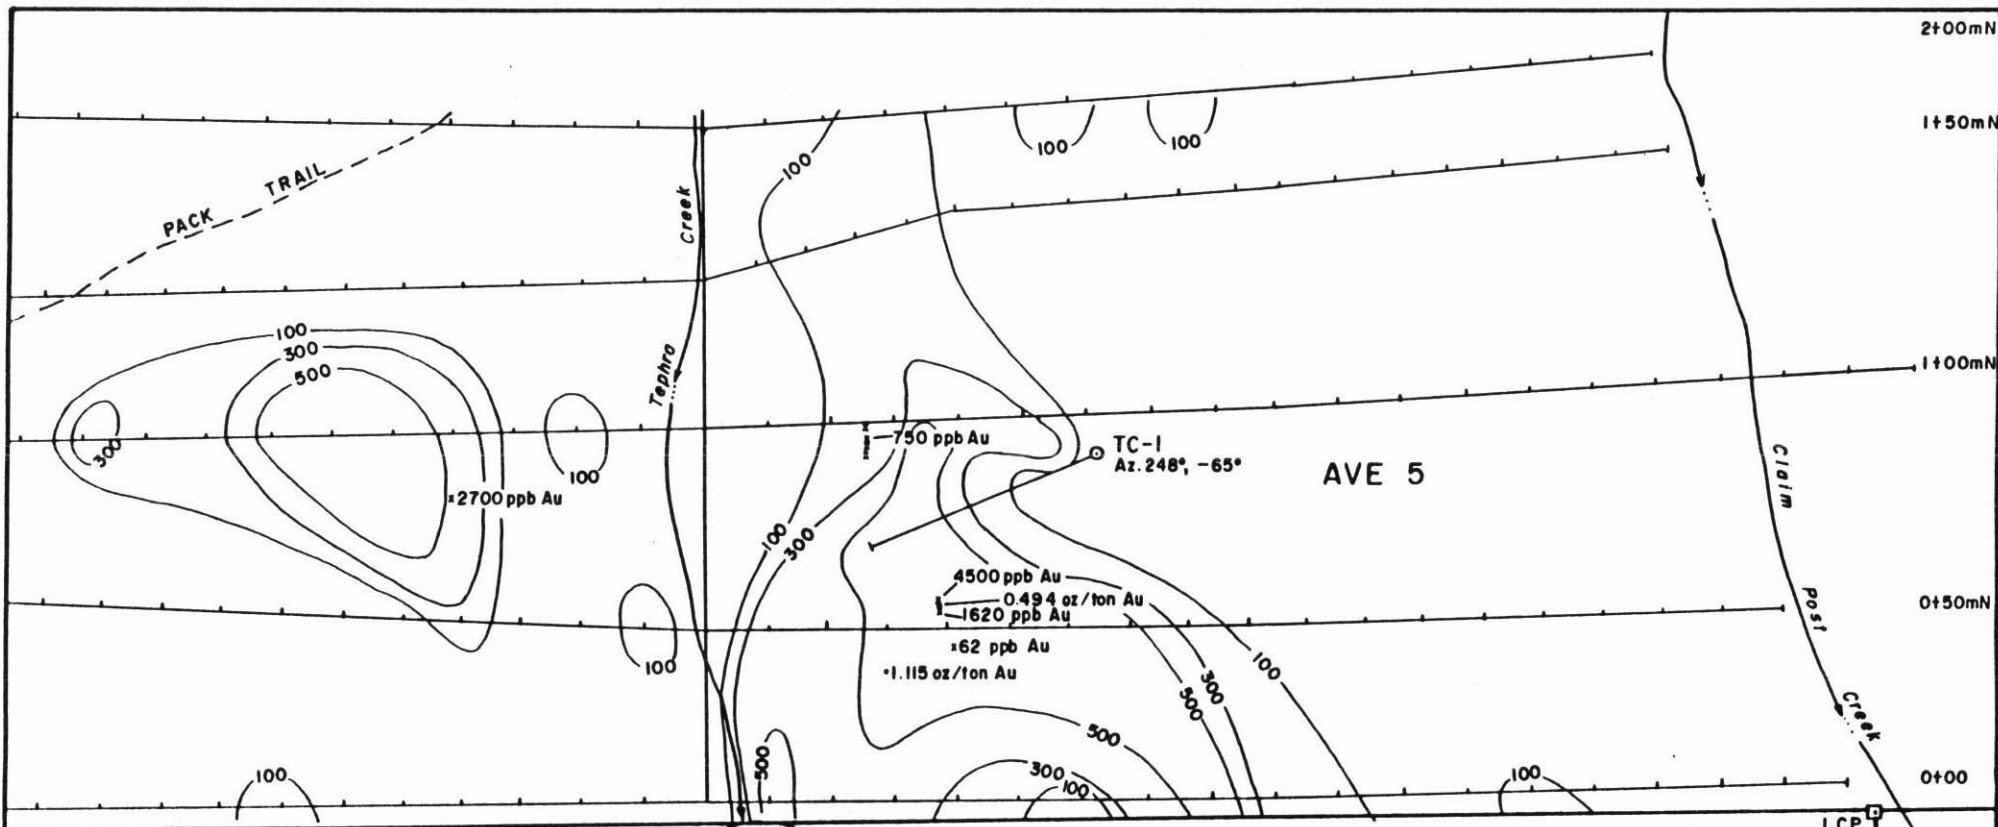 2+00mN
1+50mN
100
100
100
PACK TRAIL
Creek
Tephro
100
300
500
300
100
1+00mN
750 ppb Au
TC-1
Az. 248°, -65°
AVE 5
Claim
2700 ppb Au
100
300
4500 ppb Au
0.494 oz/ton Au
1620 ppb Au
0+50mN
Post
62 ppb Au
100
100
1.115 oz/ton Au
300
500
Creek
500
500
300
100
100
100
0+00
LCP